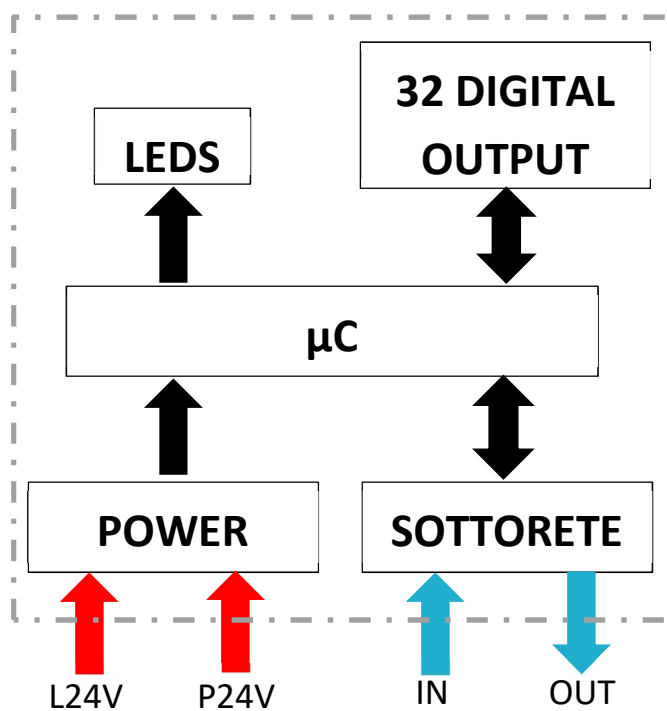 32 DIGITAL
OUTPUT
LEDS
µC
POWER
SOTTORETE
L24V
P24V
IN
OUT